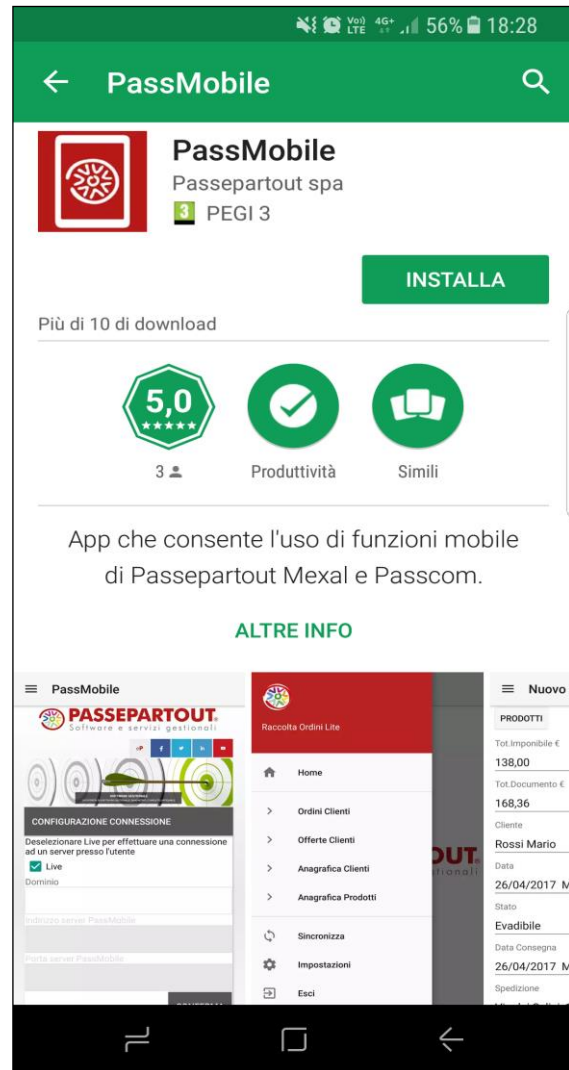 Vo))
LTE
4G+
56%
18:28
PassMobile
PassMobile
Passepartout spa
3
PEGI 3
INSTALLA
Più di 10 di download
5,0
3
Produttività
Simili
App che consente l'uso di funzioni mobile
di Passepartout Mexal e Passcom.
ALTRE INFO
PassMobile
PASSEPARTOUT
Software e servizi gestionali
CONFIGURAZIONE CONNESSIONE
Deselezionare Live per effettuare una connessione
ad un server presso l'utente
Live
Dominio
Indirizzo server PassMobile
Porta server PassMobile
Raccolta Ordini Lite
Home
Ordini Clienti
Offerte Clienti
Anagrafica Clienti
Anagrafica Prodotti
Sincronizza
Impostazioni
Esci
Nuovo
PRODOTTI
Tot.Imponibile €
138,00
Tot.Documento €
168,36
Cliente
Rossi Mario
Data
26/04/2017 M
Stato
Evadibile
Data Consegna
26/04/2017 M
Spedizione